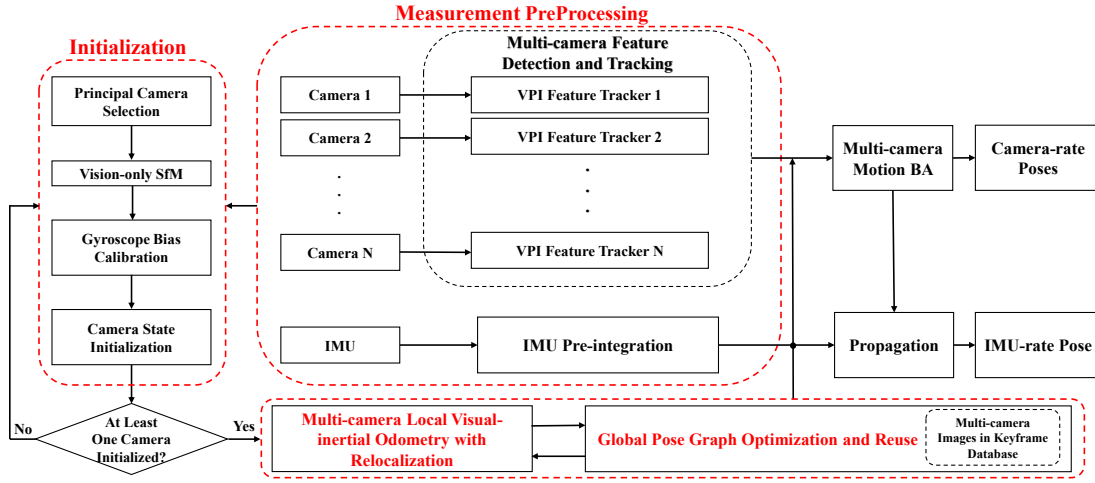 Measurement PreProcessing
Initialization
Principal Camera
Selection
Vision-only SfM
Gyroscope Bias
Calibration
Camera State
Initialization
At Least
One Camera
Initialized?
No
Yes
Multi-camera Feature
Detection and Tracking
Camera 1
VPI Feature Tracker 1
Camera 2
VPI Feature Tracker 2
Camera N
VPI Feature Tracker N
IMU
IMU Pre-integration
Multi-camera
Motion BA
Camera-rate
Poses
Propagation
IMU-rate Pose
Multi-camera Local Visual-
inertial Odometry with
Relocalization
Global Pose Graph Optimization and Reuse
Multi-camera
Images in Keyframe
Database